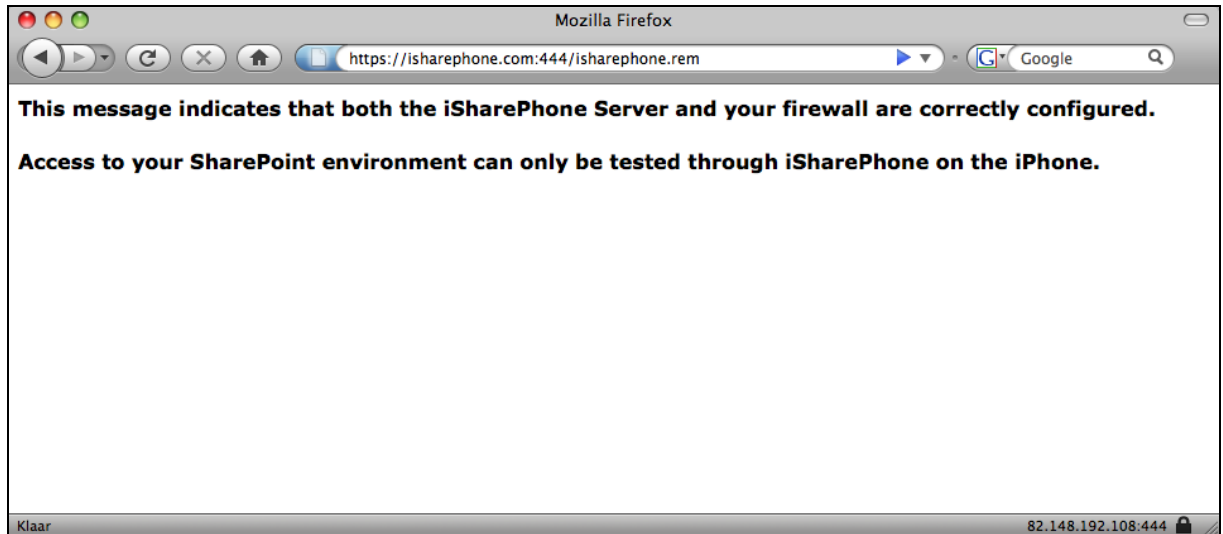 Mozilla Firefox
https://isharephone.com:444/isharephone.rem
G Google
This message indicates that both the iSharePhone Server and your firewall are correctly configured.
Access to your SharePoint environment can only be tested through iSharePhone on the iPhone.
Klaar 82.148.192.108:444